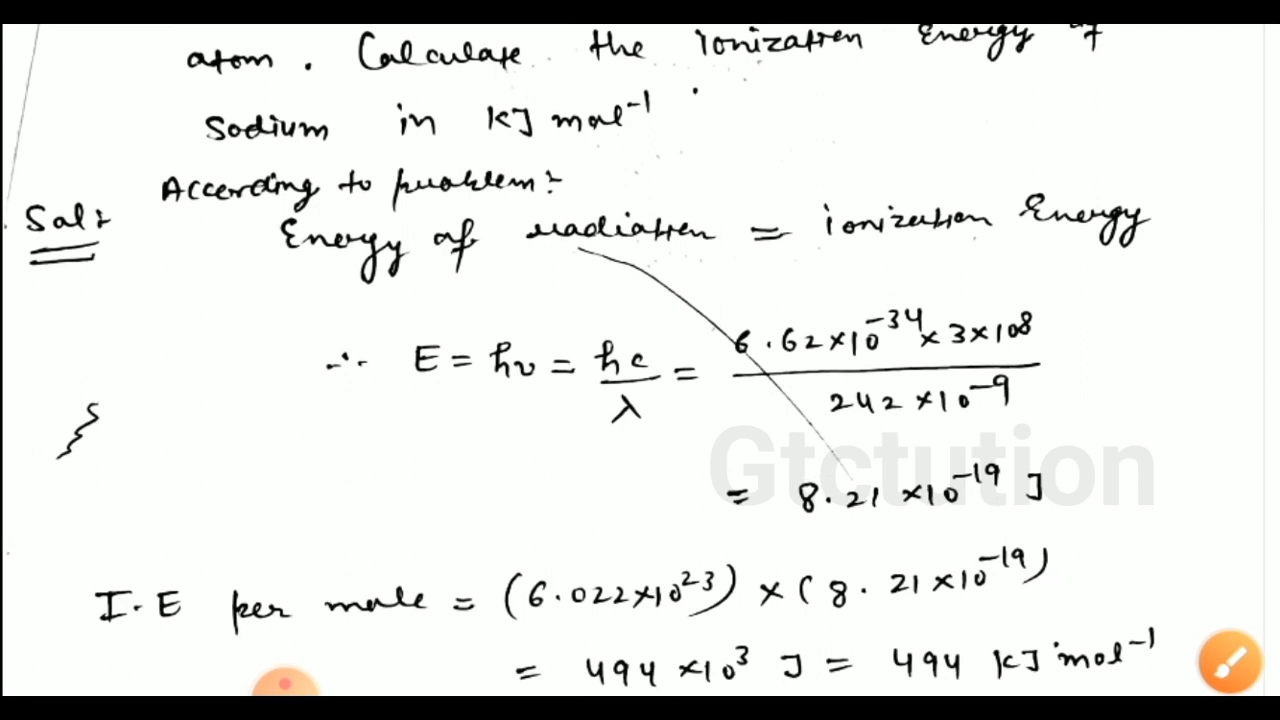 atom. Calculate the ionization Energy of
Sodium in KJ mol⁻¹.
According to problem:
Sol: Energy of radiation = ionization Energy
∴ E = hν = hc/λ = 6.62×10⁻³⁴×3×10⁸/242×10⁻⁹
= 8.21×10⁻¹⁹ J
I.E per mole = (6.022×10²³)×(8.21×10⁻¹⁹)
= 494×10³ J = 494 KJ mol⁻¹
Gtctution